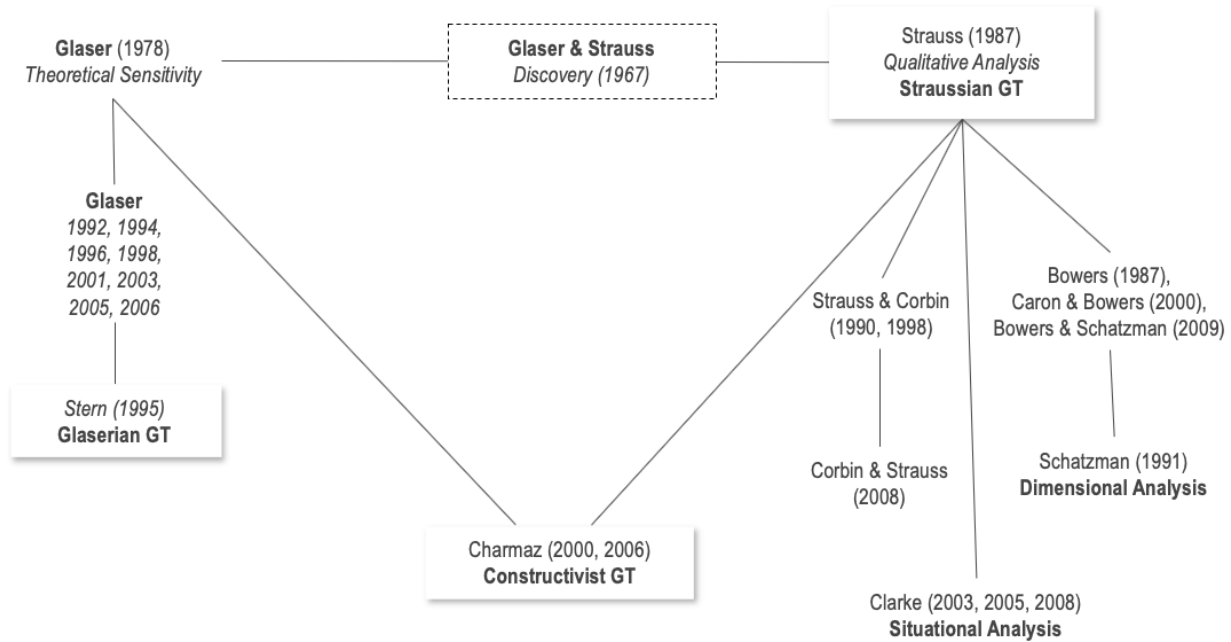 Glaser (1978)
Theoretical Sensitivity
Glaser & Strauss
Discovery (1967)
Strauss (1987)
Qualitative Analysis
Straussian GT
Glaser
1992, 1994,
1996, 1998,
2001, 2003,
2005, 2006
Stern (1995)
Glaserian GT
Strauss & Corbin
(1990, 1998)
Bowers (1987),
Caron & Bowers (2000),
Bowers & Schatzman (2009)
Corbin & Strauss
(2008)
Schatzman (1991)
Dimensional Analysis
Charmaz (2000, 2006)
Constructivist GT
Clarke (2003, 2005, 2008)
Situational Analysis